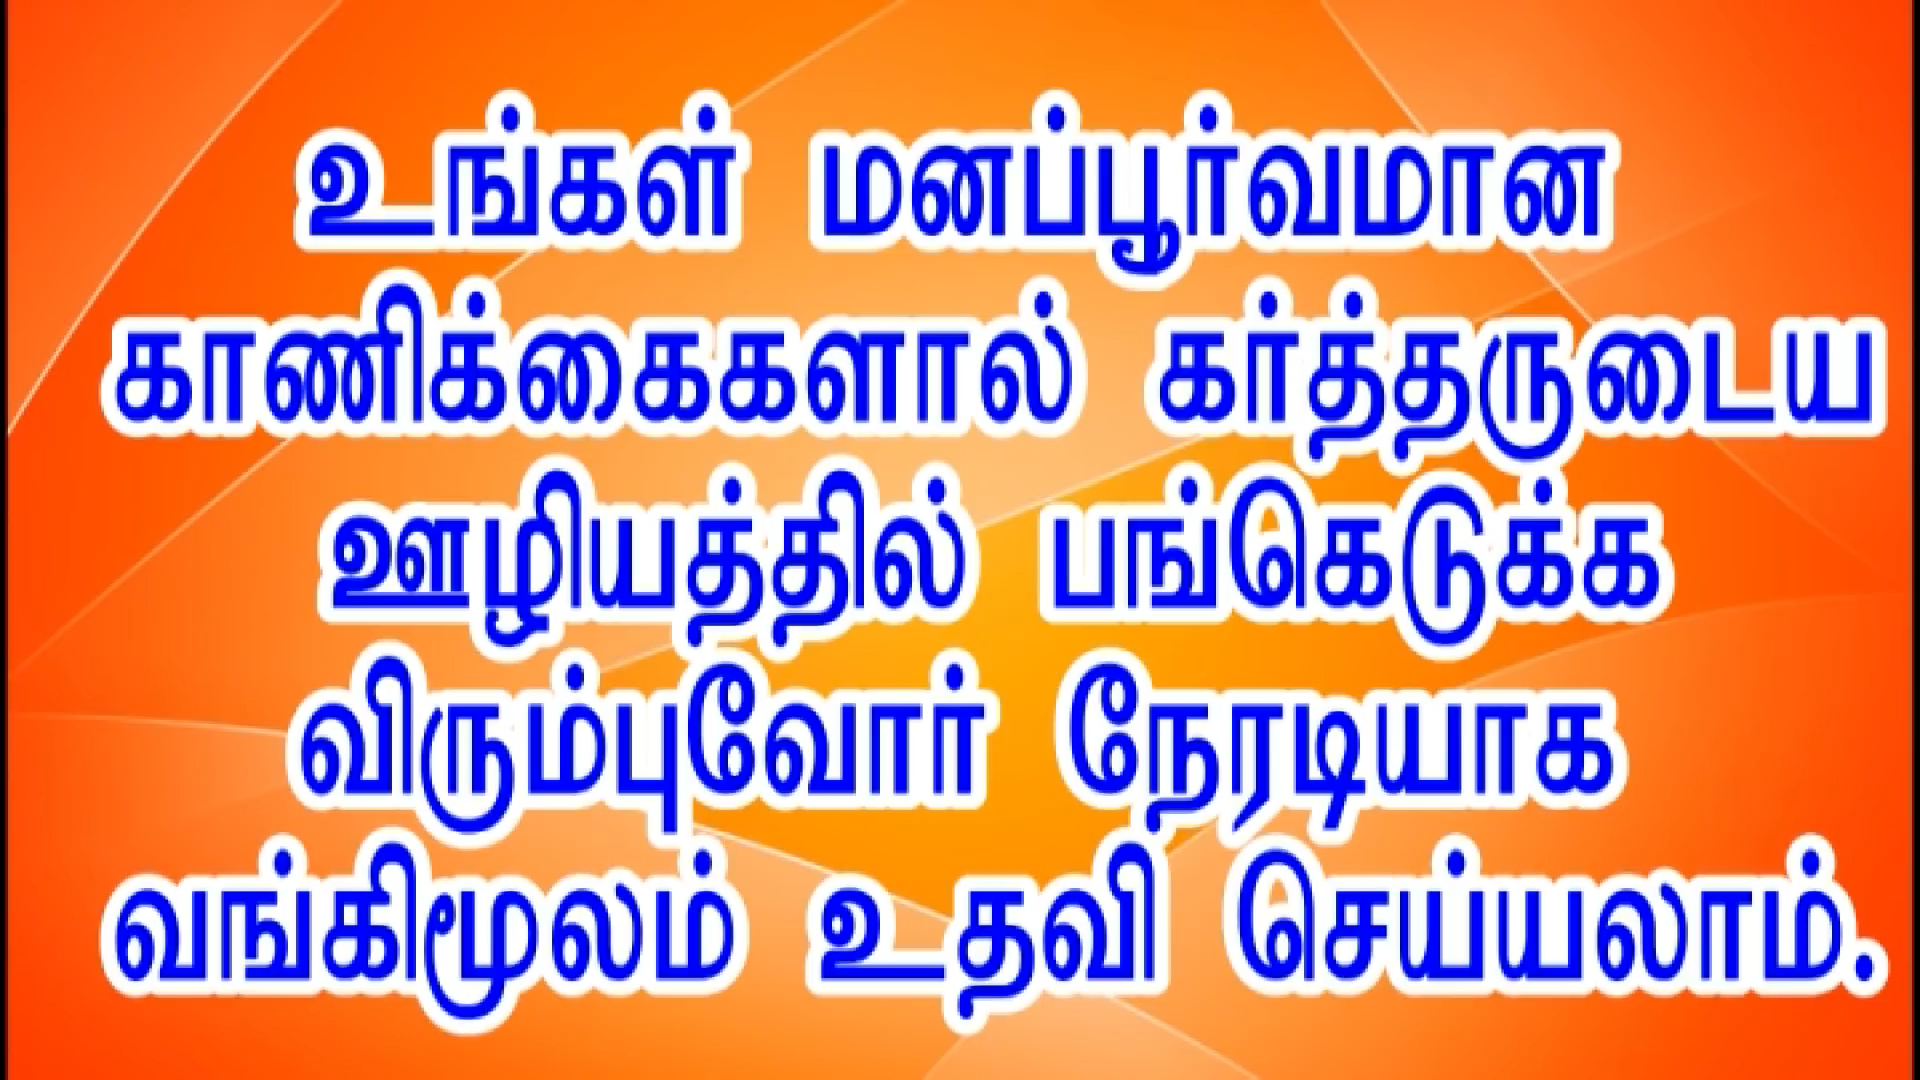 உங்கள் மனப்பூர்வமான
காணிக்கைகளால் கர்த்தருடைய
ஊழியத்தில் பங்கெடுக்க
விரும்புவோர் நேரடியாக
வங்கிமூலம் உதவி செய்யலாம்.